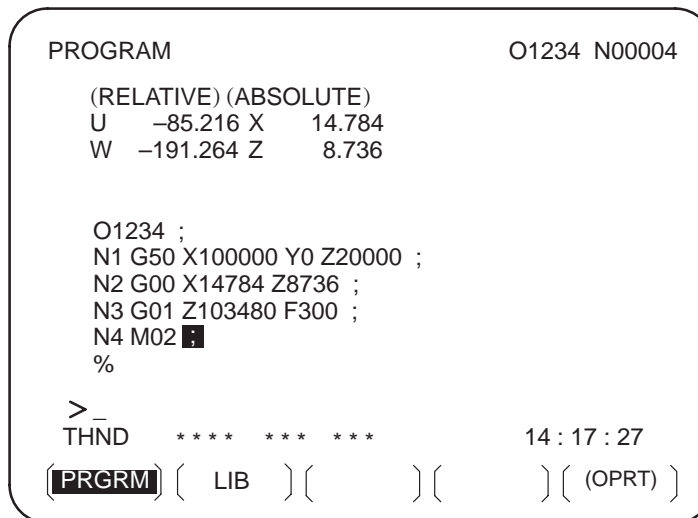 PROGRAM O1234 N00004
(RELATIVE) (ABSOLUTE)
U –85.216 X 14.784
W –191.264 Z 8.736
O1234 ;
N1 G50 X100000 Y0 Z20000 ;
N2 G00 X14784 Z8736 ;
N3 G01 Z103480 F300 ;
N4 M02 ;
%
>_
THND **** *** *** 14 : 17 : 27
[PRGRM] [ LIB ] [ ] [ ] [ (OPRT) ]